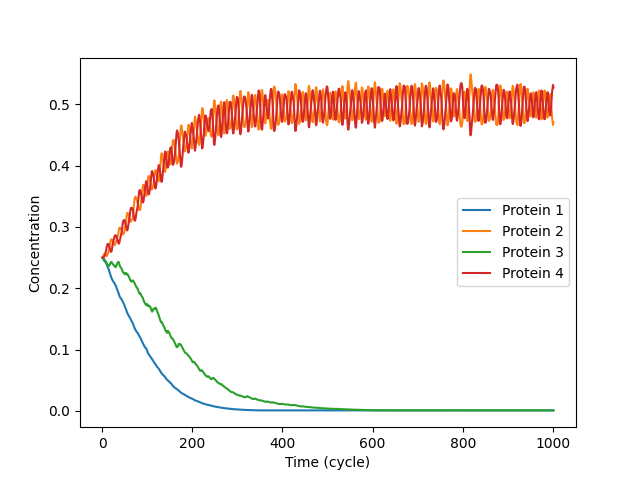 0.5
0.4
0.3
0.2
0.1
0.0
Concentration
Protein 1
Protein 2
Protein 3
Protein 4
0 200 400 600 800 1000
Time (cycle)